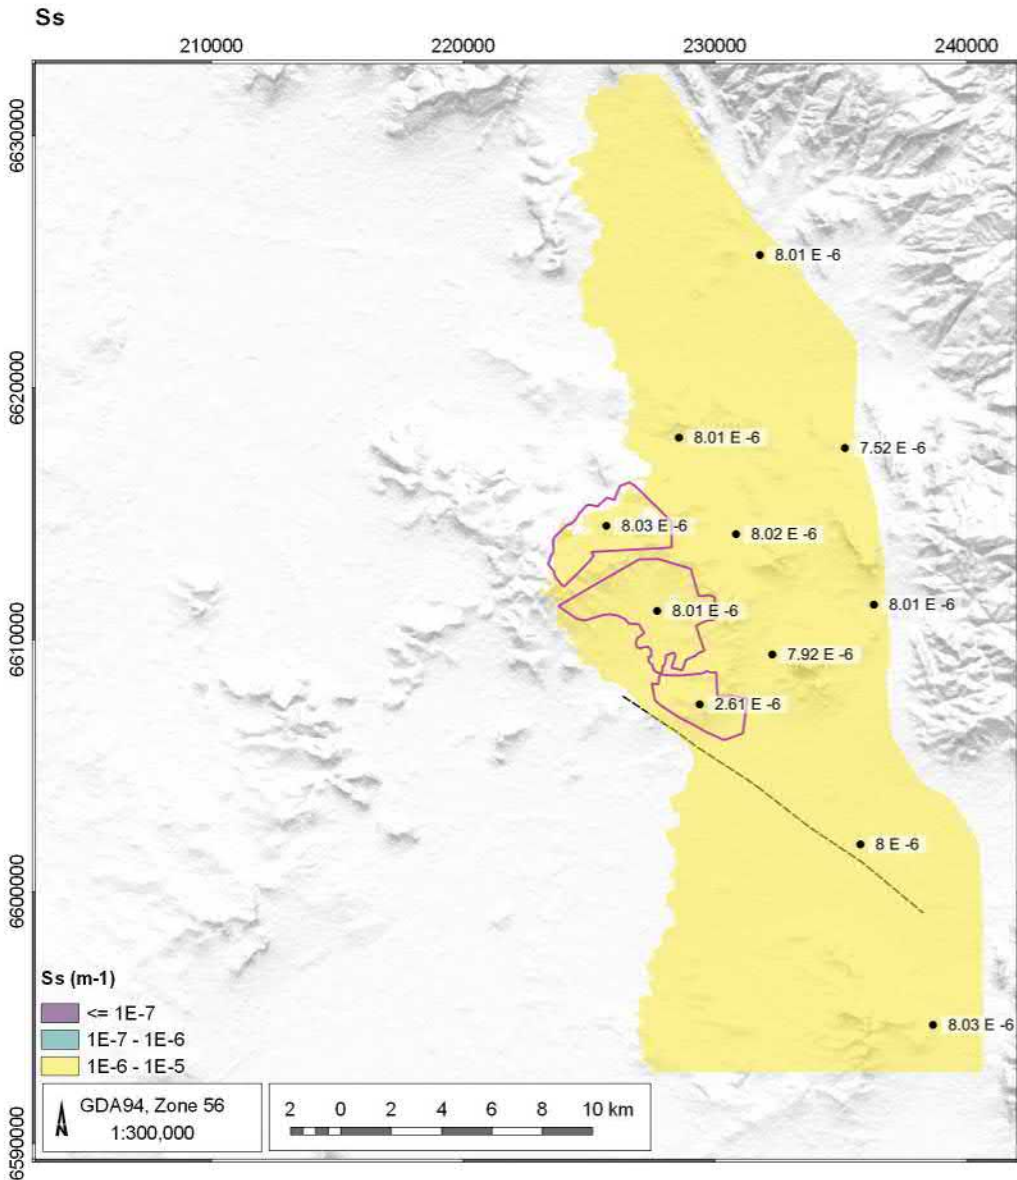 Ss
210000 220000 230000 240000
6630000
8.01 E -6
6620000
8.01 E -6
7.52 E -6
8.03 E -6
8.02 E -6
8.01 E -6
8.01 E -6
6610000
7.92 E -6
2.61 E -6
8 E -6
6600000
8.03 E -6
Ss (m-1)
<= 1E-7
1E-7 - 1E-6
1E-6 - 1E-5
GDA94, Zone 56
1:300,000
N
2 0 2 4 6 8 10 km
6590000